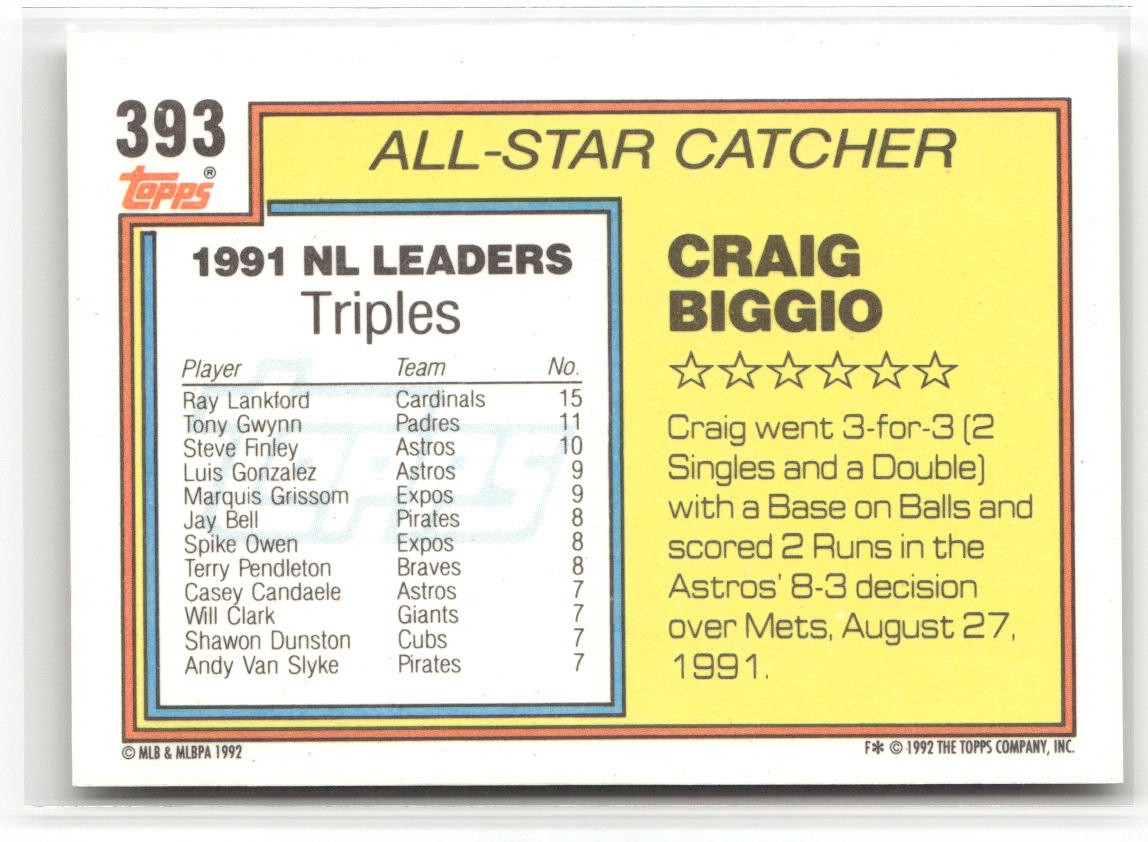 393
Topps®
ALL-STAR CATCHER
1991 NL LEADERS
Triples
Player Team No.
Ray Lankford Cardinals 15
Tony Gwynn Padres 11
Steve Finley Astros 10
Luis Gonzalez Astros 9
Marquis Grissom Expos 9
Jay Bell Pirates 8
Spike Owen Expos 8
Terry Pendleton Braves 8
Casey Candaele Astros 7
Will Clark Giants 7
Shawon Dunston Cubs 7
Andy Van Slyke Pirates 7
Topps
CRAIG
BIGGIO
☆☆☆☆☆☆
Craig went 3-for-3 (2
Singles and a Double)
with a Base on Balls and
scored 2 Runs in the
Astros' 8-3 decision
over Mets, August 27,
1991.
© MLB & MLBPA 1992
F* © 1992 THE TOPPS COMPANY, INC.